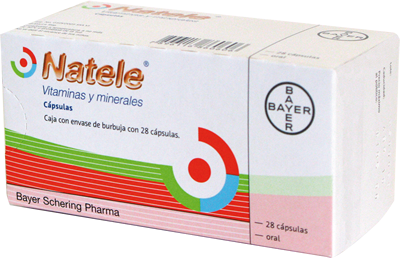 Natele®
Vitaminas y minerales
Cápsulas
Caja con envase de burbuja con 28 cápsulas.
Bayer Schering Pharma
28 cápsulas
BAYER
BAYER
28 cápsulas
oral